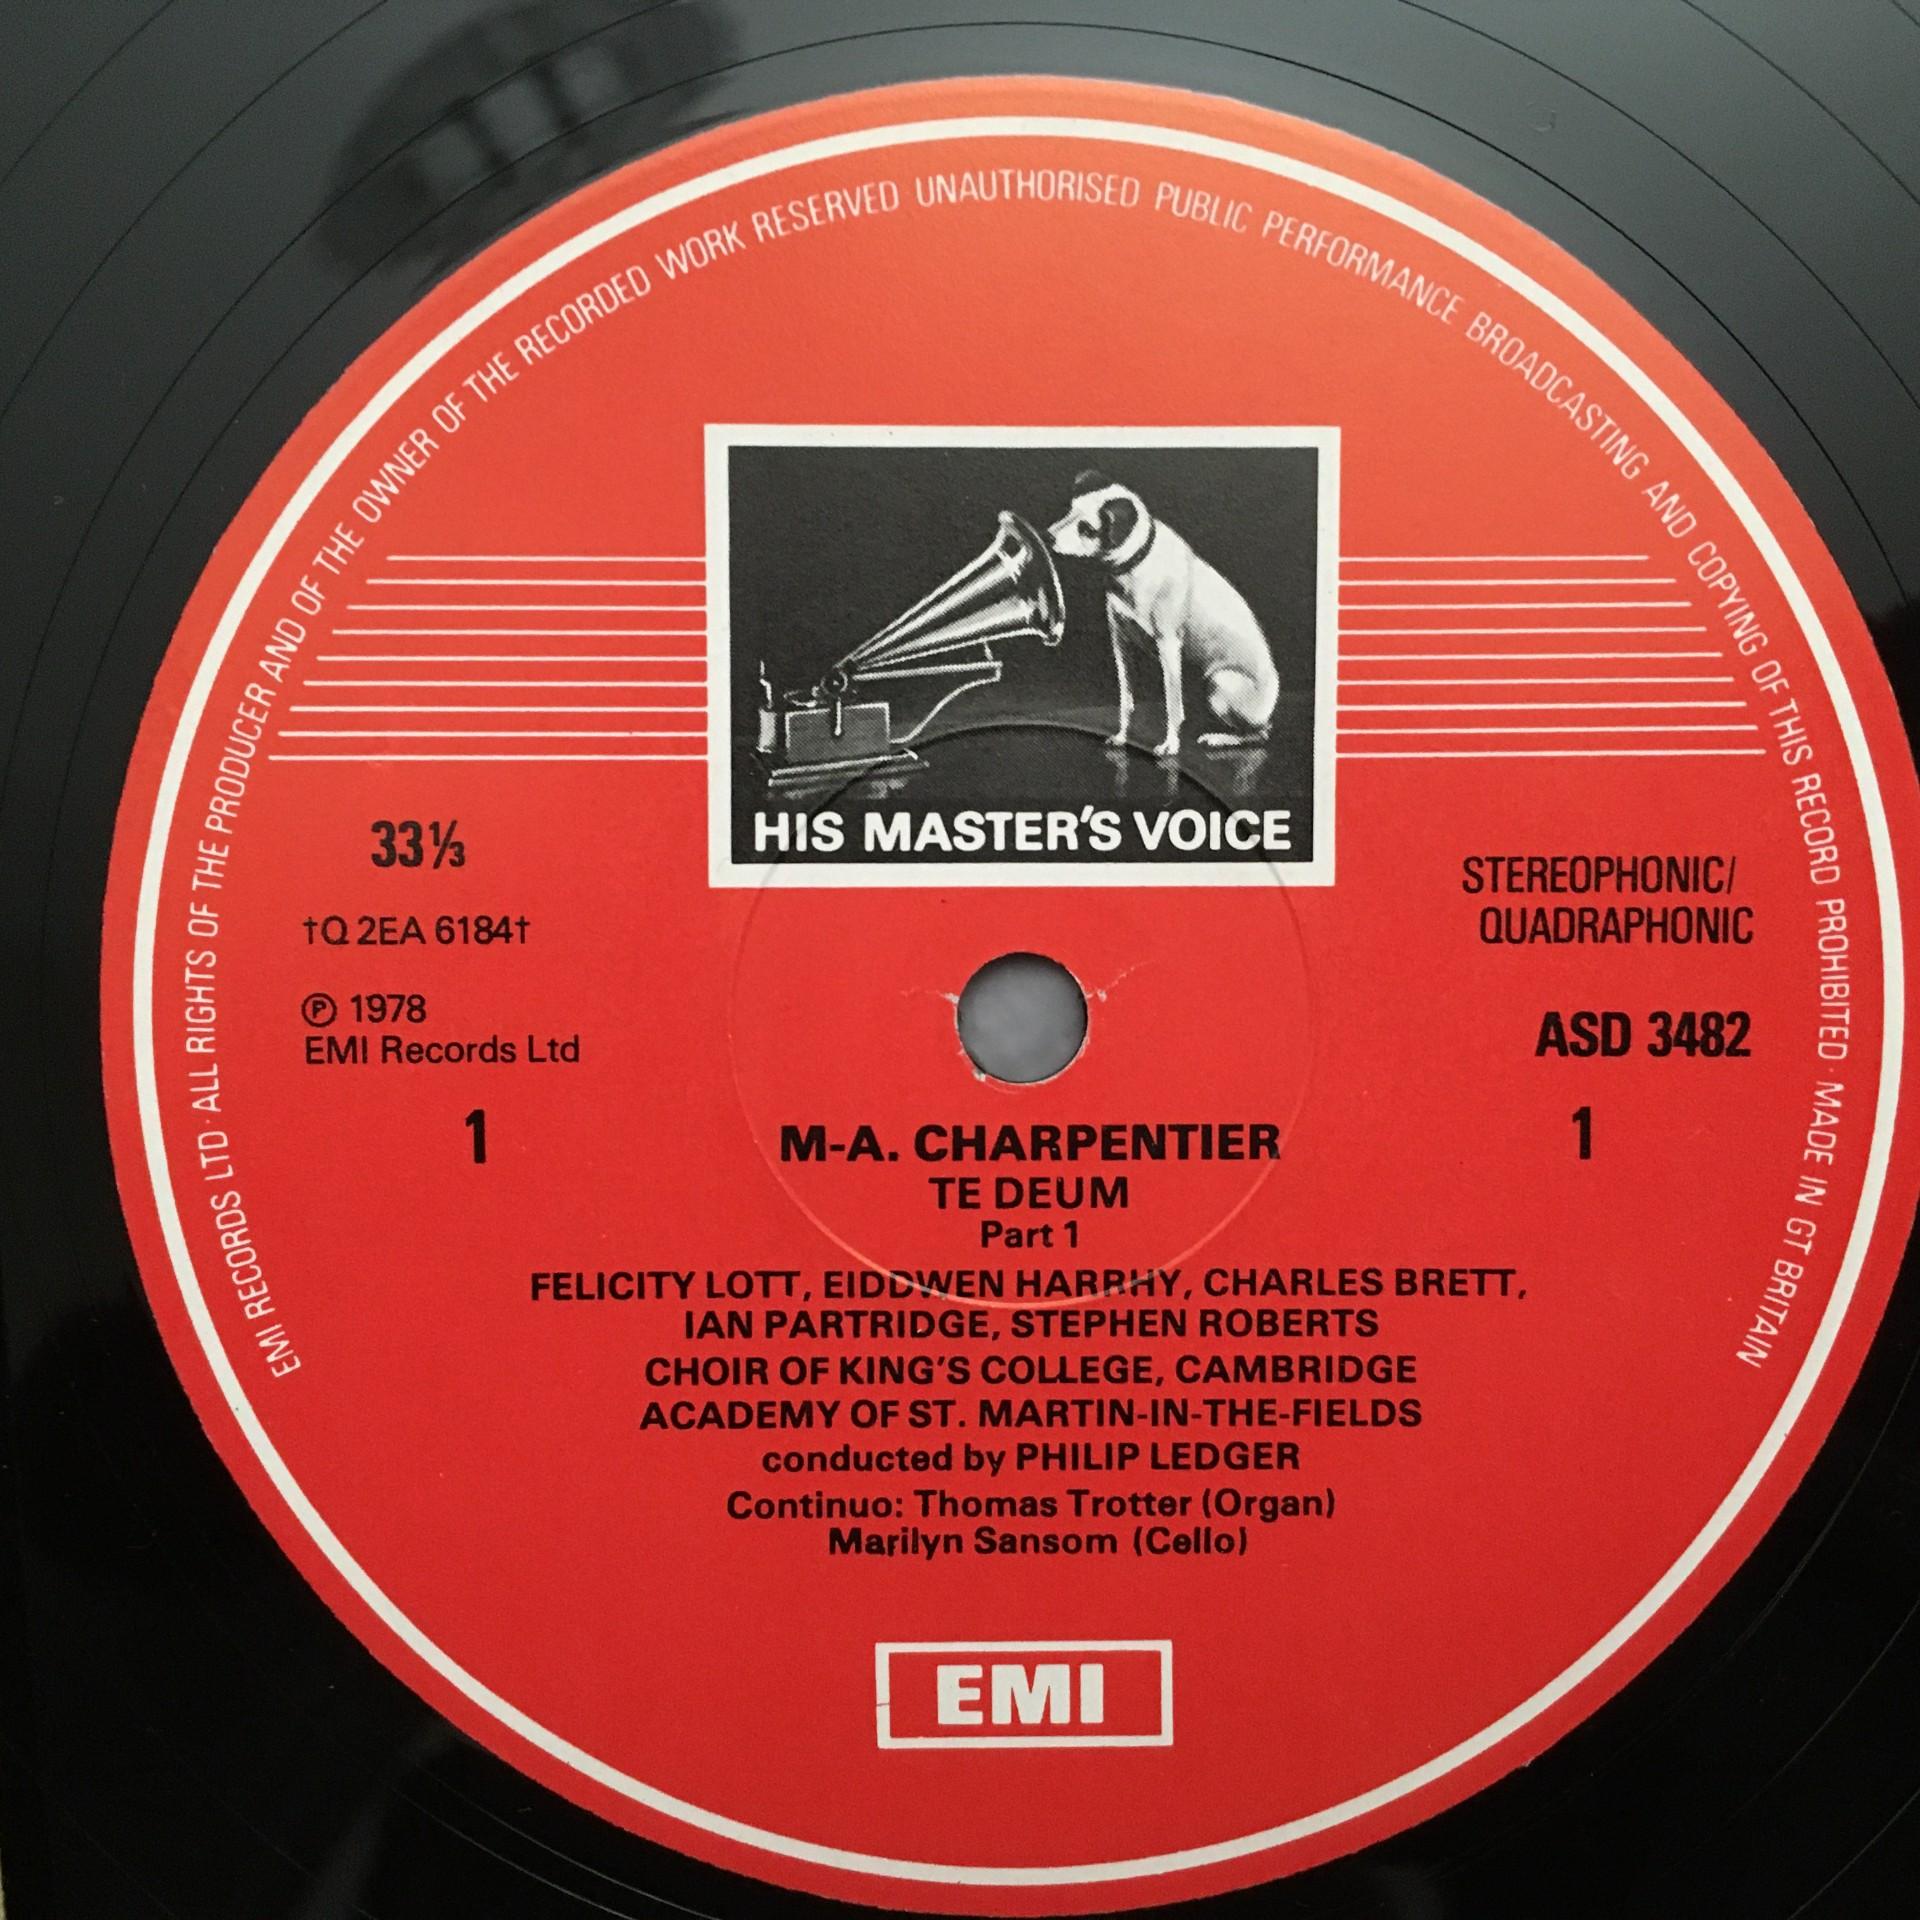 EMI RECORDS LTD · ALL RIGHTS OF THE PRODUCER AND OF THE OWNER OF THE RECORDED WORK RESERVED UNAUTHORISED PUBLIC PERFORMANCE BROADCASTING AND COPYING OF THIS RECORD PROHIBITED · MADE IN GT BRITAIN
HIS MASTER'S VOICE
33⅓
†Q 2EA 6184†
℗ 1978
EMI Records Ltd
1
STEREOPHONIC/
QUADRAPHONIC
ASD 3482
1
M-A. CHARPENTIER
TE DEUM
Part 1
FELICITY LOTT, EIDDWEN HARRHY, CHARLES BRETT,
IAN PARTRIDGE, STEPHEN ROBERTS
CHOIR OF KING'S COLLEGE, CAMBRIDGE
ACADEMY OF ST. MARTIN-IN-THE-FIELDS
conducted by PHILIP LEDGER
Continuo: Thomas Trotter (Organ)
Marilyn Sansom (Cello)
EMI